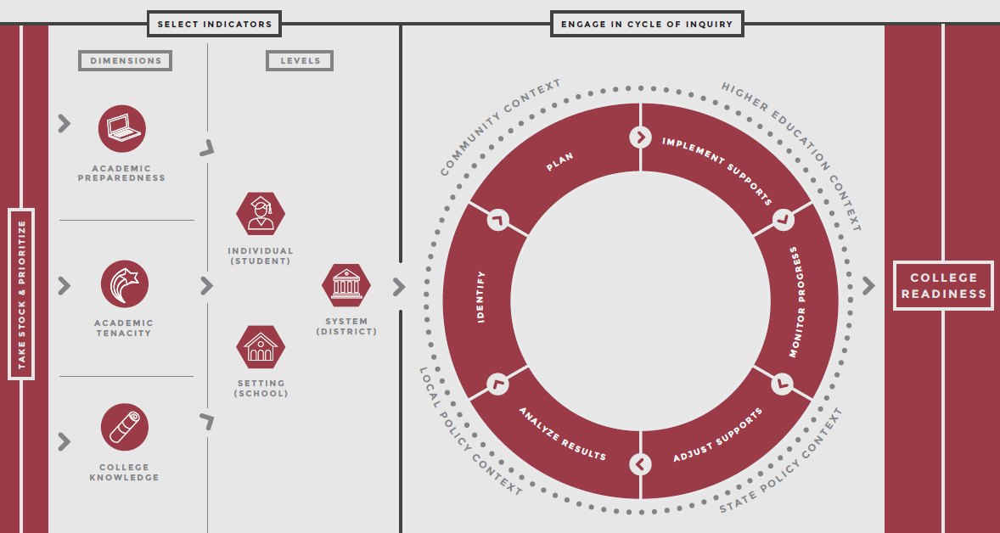 SELECT INDICATORS
ENGAGE IN CYCLE OF INQUIRY
TAKE STOCK & PRIORITIZE
DIMENSIONS
ACADEMIC
PREPAREDNESS
ACADEMIC
TENACITY
COLLEGE
KNOWLEDGE
LEVELS
INDIVIDUAL
(STUDENT)
SETTING
(SCHOOL)
SYSTEM
(DISTRICT)
COMMUNITY CONTEXT
HIGHER EDUCATION CONTEXT
STATE POLICY CONTEXT
LOCAL POLICY CONTEXT
PLAN
IMPLEMENT SUPPORTS
MONITOR PROGRESS
ADJUST SUPPORTS
ANALYZE RESULTS
IDENTIFY
COLLEGE
READINESS